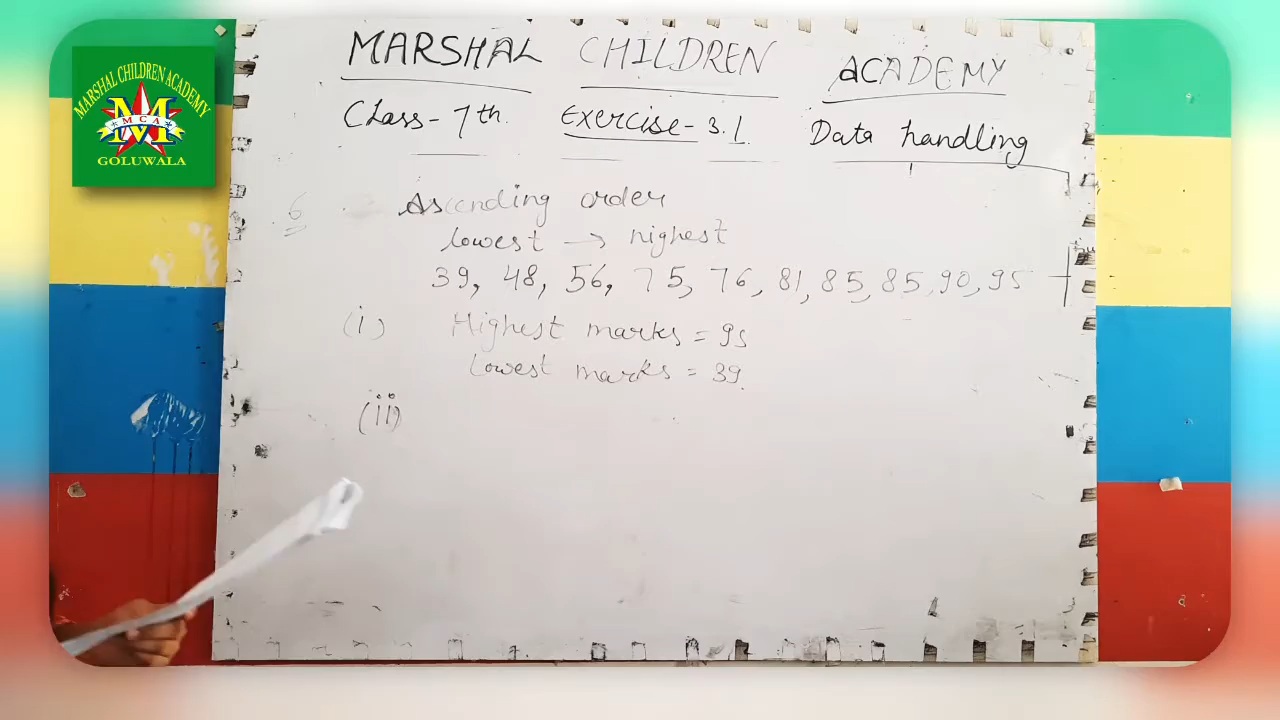 MARSHAL CHILDREN ACADEMY
MCA
GOLUWALA
MARSHAL CHILDREN ACADEMY
Class - 7th. Exercise - 3.1 Data handling
6 Ascending order
lowest → highest
39, 48, 56, 75, 76, 81, 85, 85, 90, 95
(i) Highest marks = 95
Lowest marks = 39.
(ii)